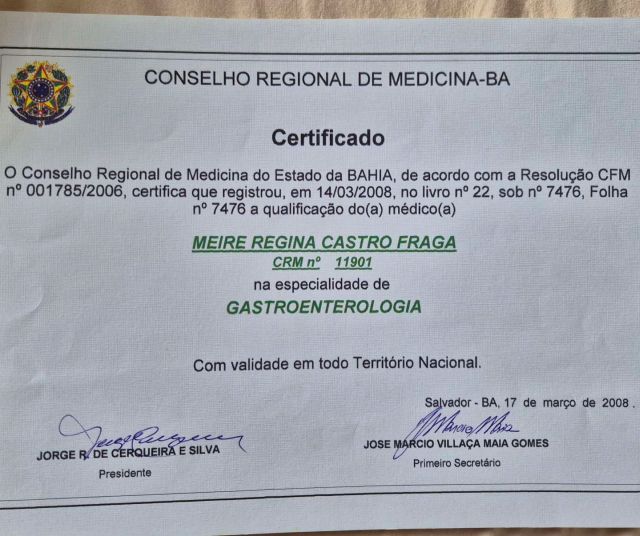 CONSELHO REGIONAL DE MEDICINA-BA
Certificado
O Conselho Regional de Medicina do Estado da BAHIA, de acordo com a Resolução CFM
nº 001785/2006, certifica que registrou, em 14/03/2008, no livro nº 22, sob nº 7476, Folha
nº 7476 a qualificação do(a) médico(a)
MEIRE REGINA CASTRO FRAGA
CRM nº 11901
na especialidade de
GASTROENTEROLOGIA
Com validade em todo Território Nacional.
Salvador - BA, 17 de março de 2008.
JORGE R. DE CERQUEIRA E SILVA
Presidente
JOSE MARCIO VILLAÇA MAIA GOMES
Primeiro Secretário